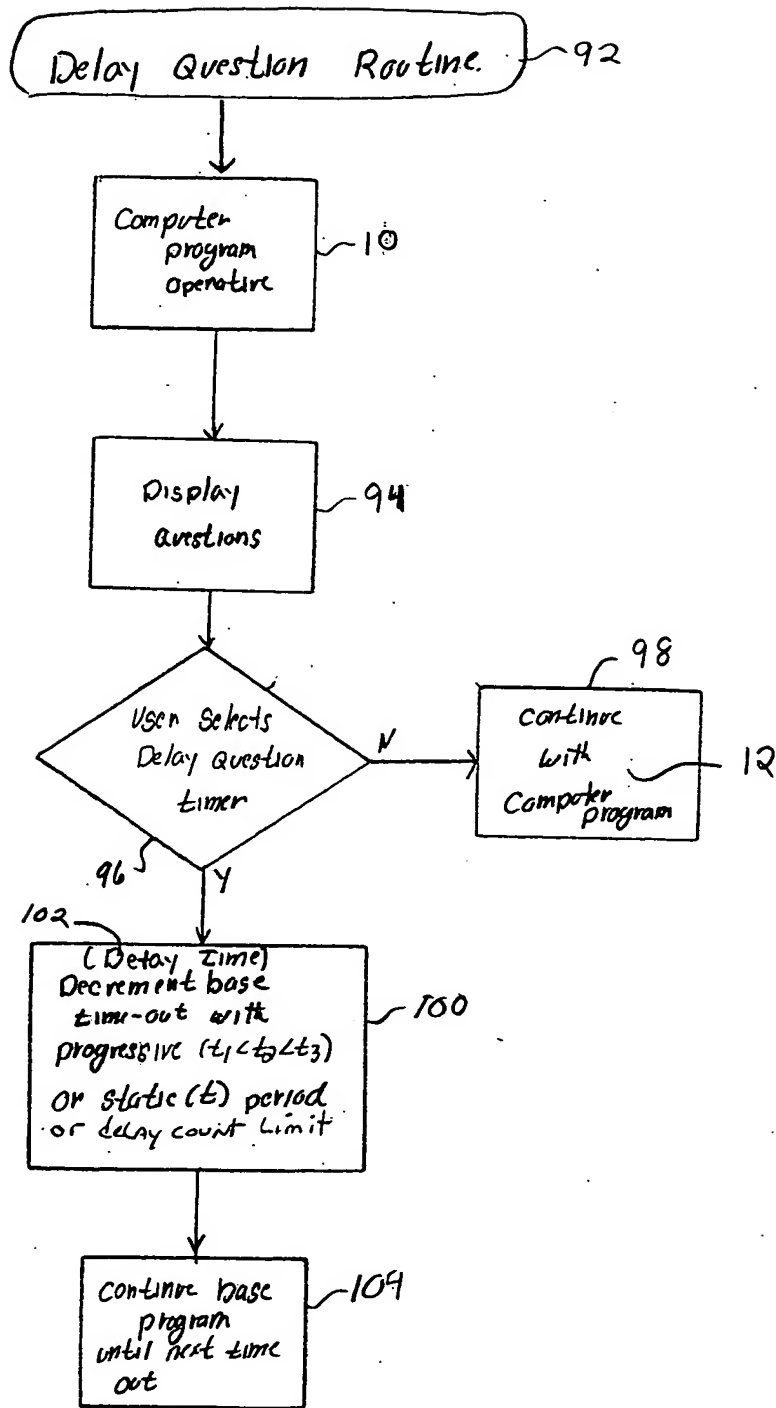 Delay Question Routine. 92
Computer
program
operative
10
Display
Questions
94
User Selects
Delay Question
timer
96
N
Y
98
Continue
with
Computer
program
12
102
(Delay Time)
Decrement base
time-out with
progressive (t1<t2<t3)
or static (t) period
or delay count Limit
100
Continue base
program
until next time
out
104